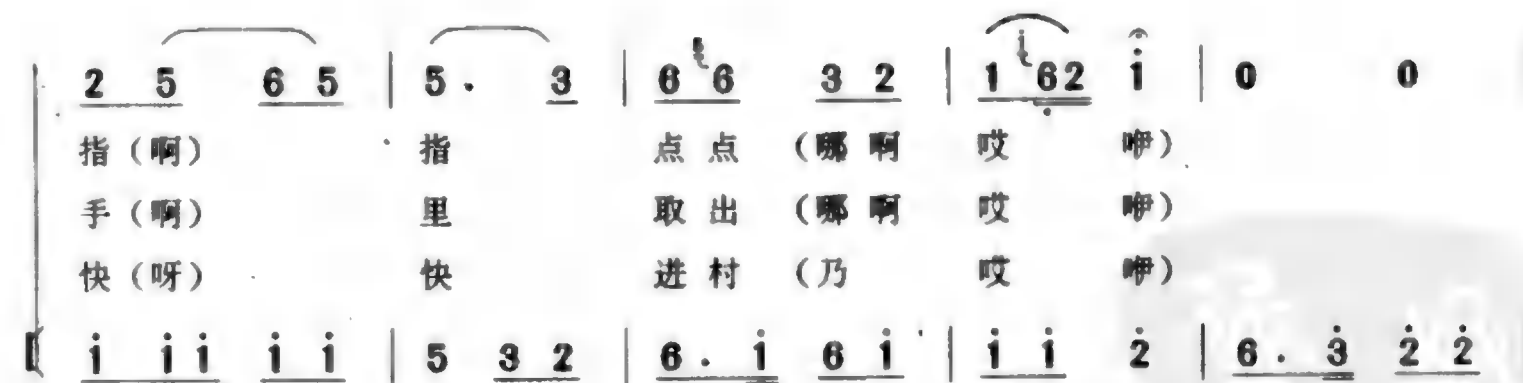 2 5 6 5 | 5 . 3 | 6 6 3 2 | 1 62 i | 0 0
指（啊） 指 点点（哪啊 哎 咿）
手（啊） 里 取出（哪啊 哎 咿）
快（呀） 快 进村（乃 哎 咿）
i i i i i | 5 3 2 | 6 . i 6 i | i i 2 | 6 . 3 2 2